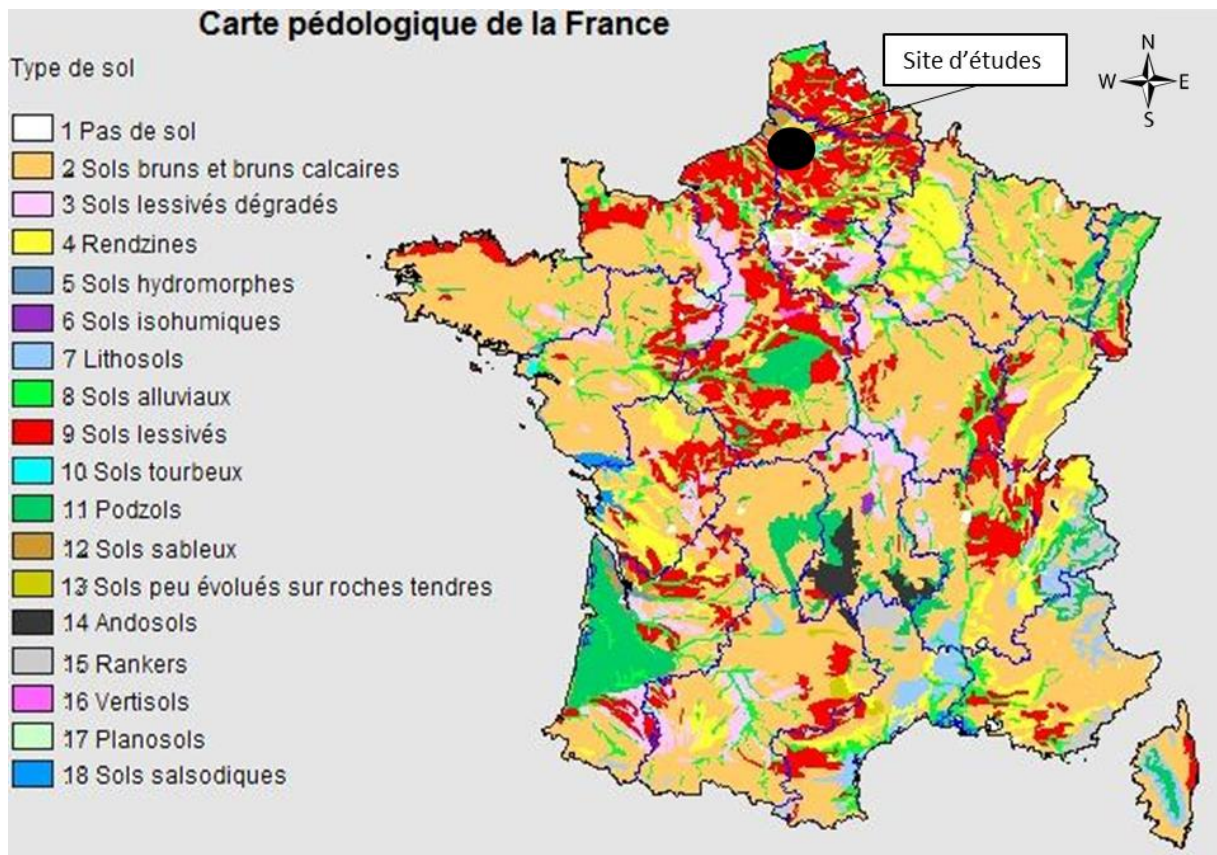 Carte pédologique de la France
Type de sol
1 Pas de sol
2 Sols bruns et bruns calcaires
3 Sols lessivés dégradés
4 Rendzines
5 Sols hydromorphes
6 Sols isohumiques
7 Lithosols
8 Sols alluviaux
9 Sols lessivés
10 Sols tourbeux
11 Podzols
12 Sols sableux
13 Sols peu évolués sur roches tendres
14 Andosols
15 Rankers
16 Vertisols
17 Planosols
18 Sols salsodiques
Site d’études
N
W E
S